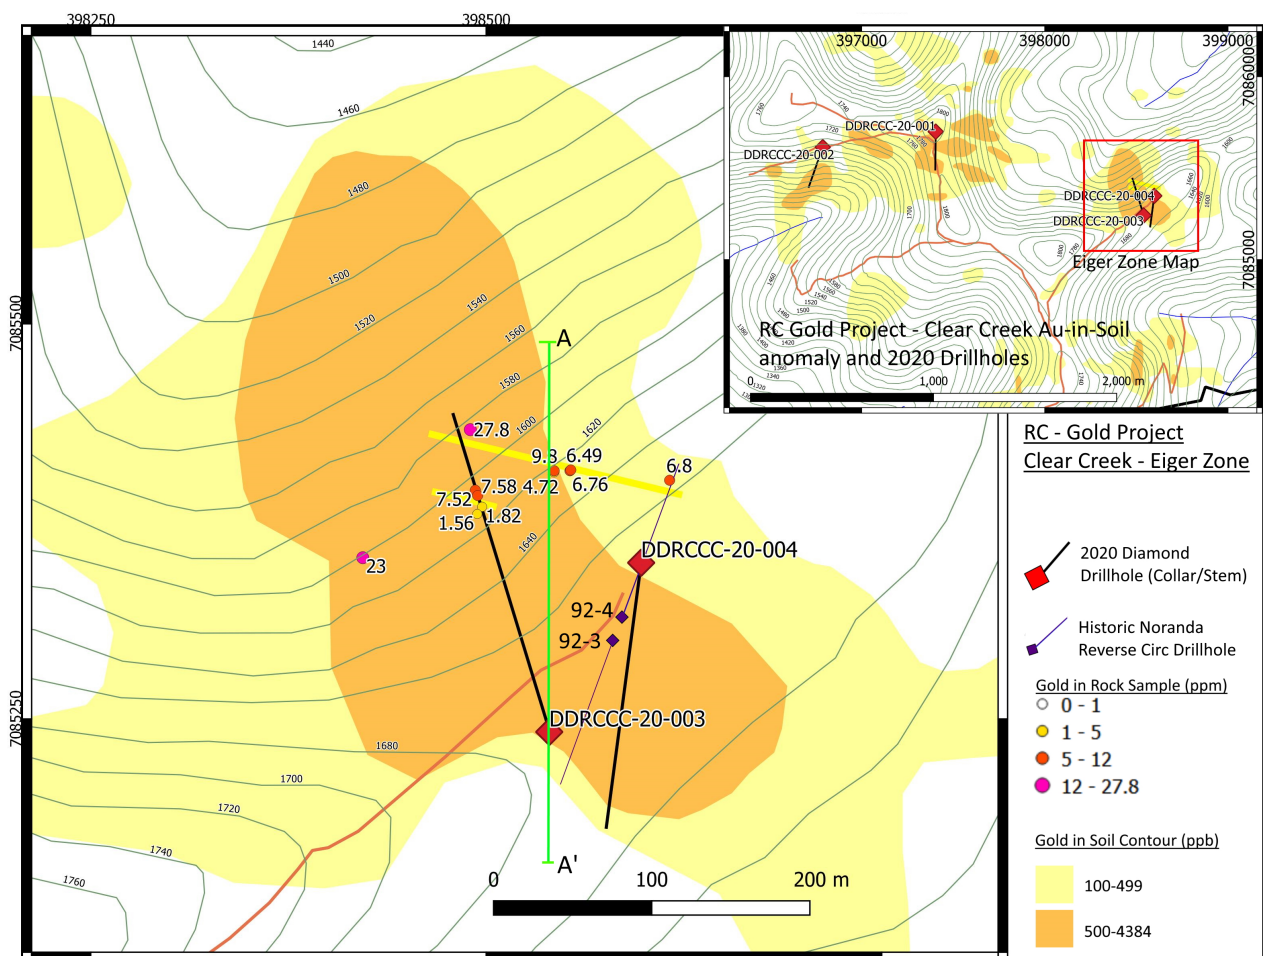 398250
398500
1440
1460
1480
1500
1520
1540
1560
1580
1600
1620
1640
1680
1700
1720
1740
1760
7085500
7085250
A
27.8
9.8
6.49
7.58
4.72
6.76
6.8
7.52
1.56
1.82
23
DDRCCC-20-004
92-4
92-3
DDRCCC-20-003
A'
0
100
200 m
397000
398000
399000
7086000
7085000
DDRCCC-20-001
DDRCCC-20-002
DDRCCC-20-004
DDRCCC-20-003
Eiger Zone Map
RC Gold Project - Clear Creek Au-in-Soil
anomaly and 2020 Drillholes
0
1,000
2,000 m
RC - Gold Project
Clear Creek - Eiger Zone
2020 Diamond
Drillhole (Collar/Stem)
Historic Noranda
Reverse Circ Drillhole
Gold in Rock Sample (ppm)
0 - 1
1 - 5
5 - 12
12 - 27.8
Gold in Soil Contour (ppb)
100-499
500-4384